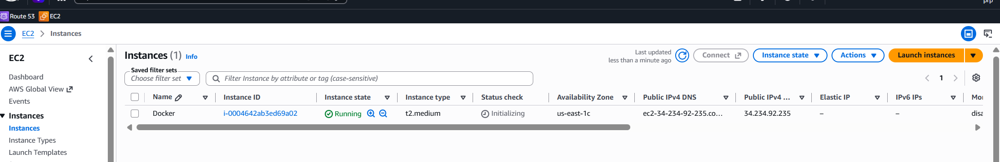 prp
Route 53 EC2
EC2 > Instances
EC2
Dashboard
AWS Global View
Events
Instances
Instances
Instance Types
Launch Templates
Instances (1) Info
Last updated
less than a minute ago
Connect
Instance state
Actions
Launch instances
Saved filter sets
Choose filter set
Filter Instance by attribute or tag (case-sensitive)
1
Name Instance ID Instance state Instance type Status check Availability Zone Public IPv4 DNS Public IPv4 ... Elastic IP IPv6 IPs
Docker i-0004642ab3ed69a02 Running t2.medium Initializing us-east-1c ec2-34-234-92-235.co... 34.234.92.235 – –